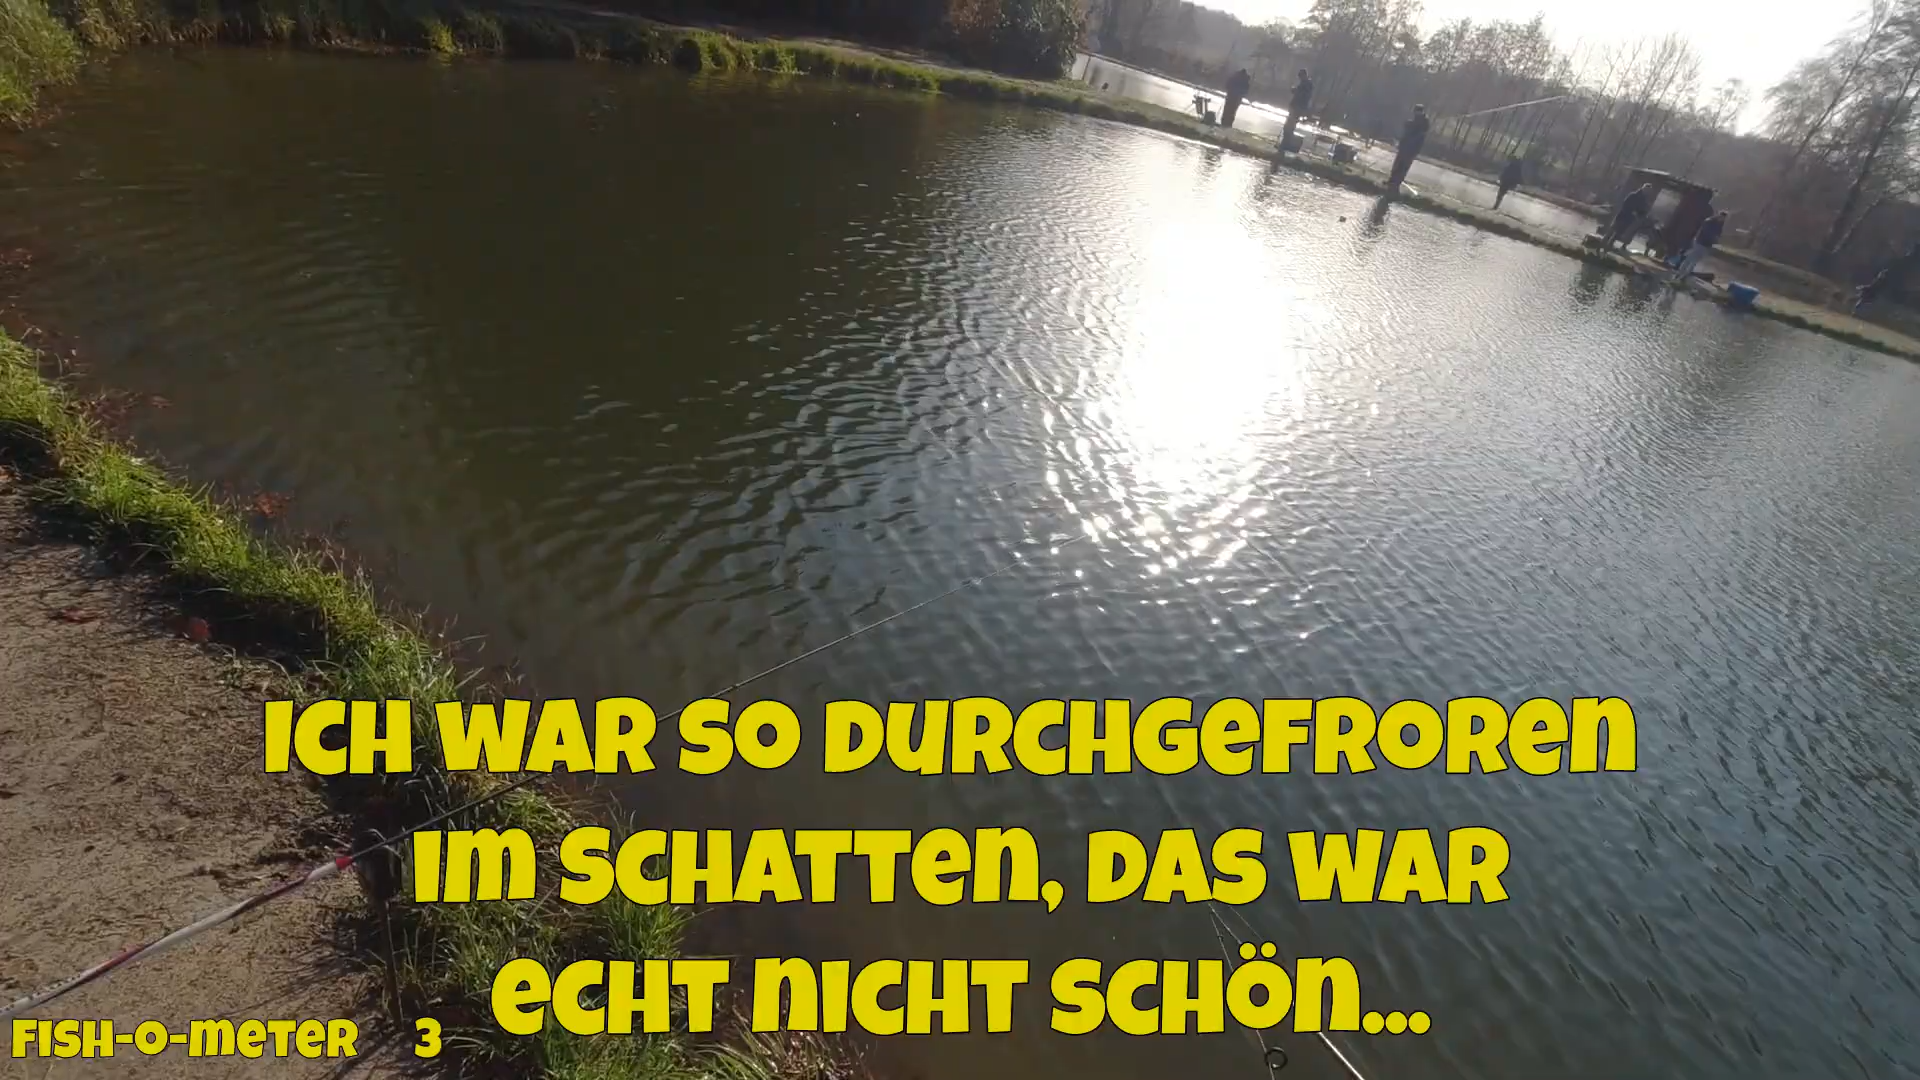 ICH WAR SO DURCHGEFROREN
IM SCHATTEN, DAS WAR
ECHT NICHT SCHÖN...
FISH-O-METER 3